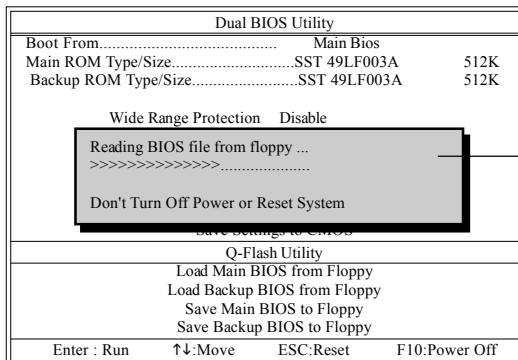 Dual BIOS Utility
Boot From.......................................... Main Bios
Main ROM Type/Size.............................SST 49LF003A 512K
Backup ROM Type/Size.........................SST 49LF003A 512K
Wide Range Protection Disable
Reading BIOS file from floppy ...
>>>>>>>>>>>>>>.....................
Don't Turn Off Power or Reset System
Save Settings to CMOS
Q-Flash Utility
Load Main BIOS from Floppy
Load Backup BIOS from Floppy
Save Main BIOS to Floppy
Save Backup BIOS to Floppy
Enter : Run ↑↓:Move ESC:Reset F10:Power Off